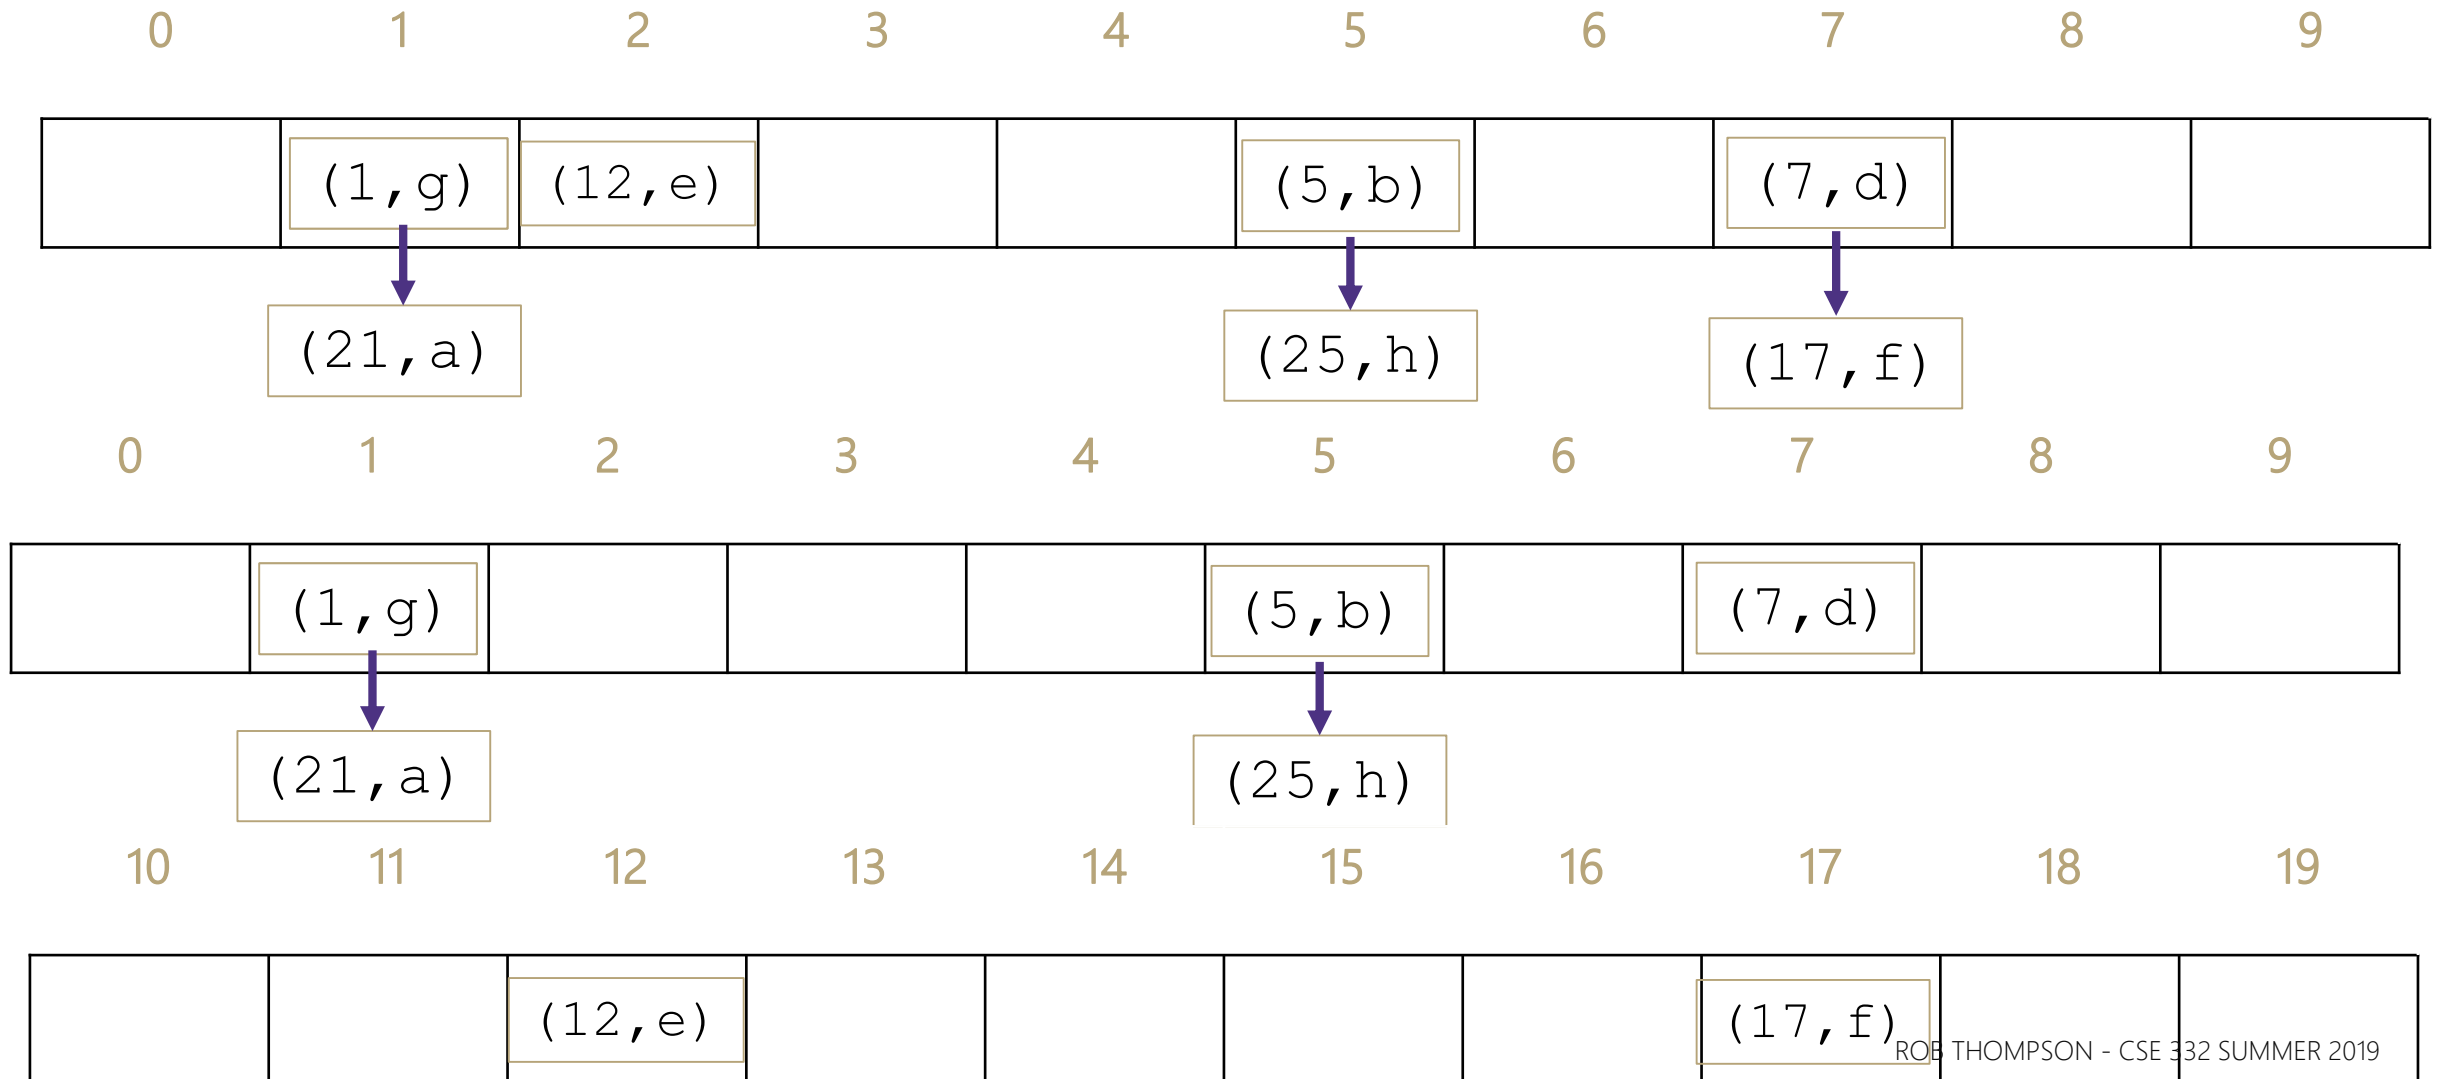 0 1 2 3 4 5 6 7 8 9
(1,g) (12,e) (5,b) (7,d)
(21,a) (25,h) (17,f)
0 1 2 3 4 5 6 7 8 9
(1,g) (5,b) (7,d)
(21,a) (25,h)
10 11 12 13 14 15 16 17 18 19
(12,e) (17,f)
ROB THOMPSON - CSE 332 SUMMER 2019